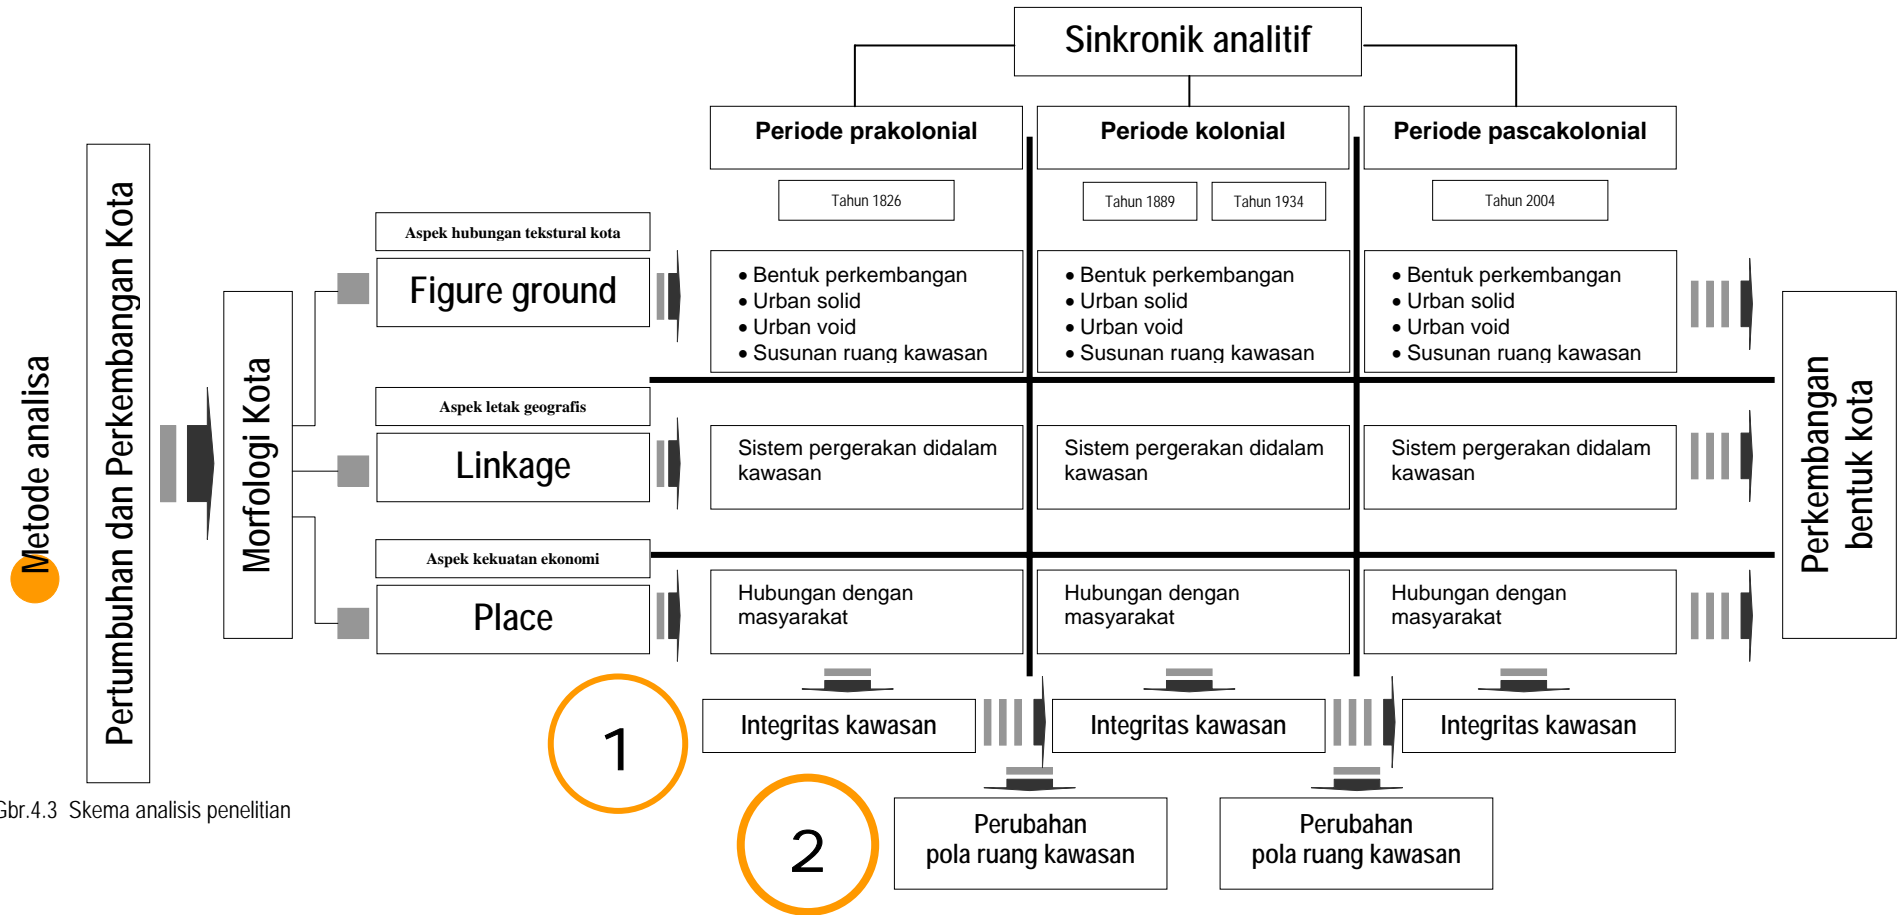 Sinkronik analitif
Periode prakolonial
Periode kolonial
Periode pascakolonial
Tahun 1826
Tahun 1889
Tahun 1934
Tahun 2004
Metode analisa
Pertumbuhan dan Perkembangan Kota
Morfologi Kota
Aspek hubungan tekstural kota
Figure ground
• Bentuk perkembangan
• Urban solid
• Urban void
• Susunan ruang kawasan
• Bentuk perkembangan
• Urban solid
• Urban void
• Susunan ruang kawasan
• Bentuk perkembangan
• Urban solid
• Urban void
• Susunan ruang kawasan
Aspek letak geografis
Linkage
Sistem pergerakan didalam
kawasan
Sistem pergerakan didalam
kawasan
Sistem pergerakan didalam
kawasan
Aspek kekuatan ekonomi
Place
Hubungan dengan
masyarakat
Hubungan dengan
masyarakat
Hubungan dengan
masyarakat
Perkembangan
bentuk kota
1
Integritas kawasan
Integritas kawasan
Integritas kawasan
2
Perubahan
pola ruang kawasan
Perubahan
pola ruang kawasan
Gbr.4.3 Skema analisis penelitian